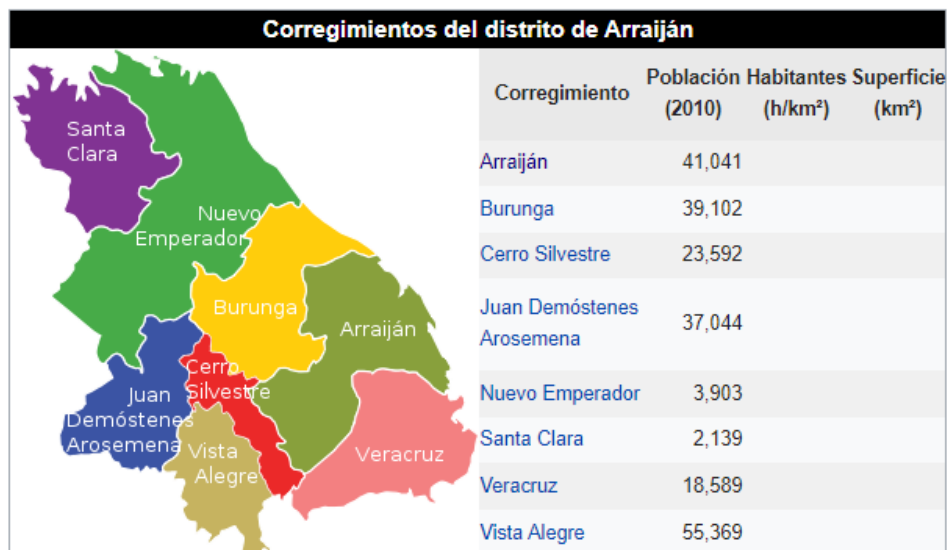 Corregimientos del distrito de Arraiján
Santa
Clara
Nuevo
Emperador
Burunga
Arraiján
Cerro
Silvestre
Juan
Demóstenes
Arosemena
Vista
Alegre
Veracruz
Corregimiento Población Habitantes Superficie
(2010) (h/km²) (km²)
Arraiján 41,041
Burunga 39,102
Cerro Silvestre 23,592
Juan Demóstenes
Arosemena 37,044
Nuevo Emperador 3,903
Santa Clara 2,139
Veracruz 18,589
Vista Alegre 55,369